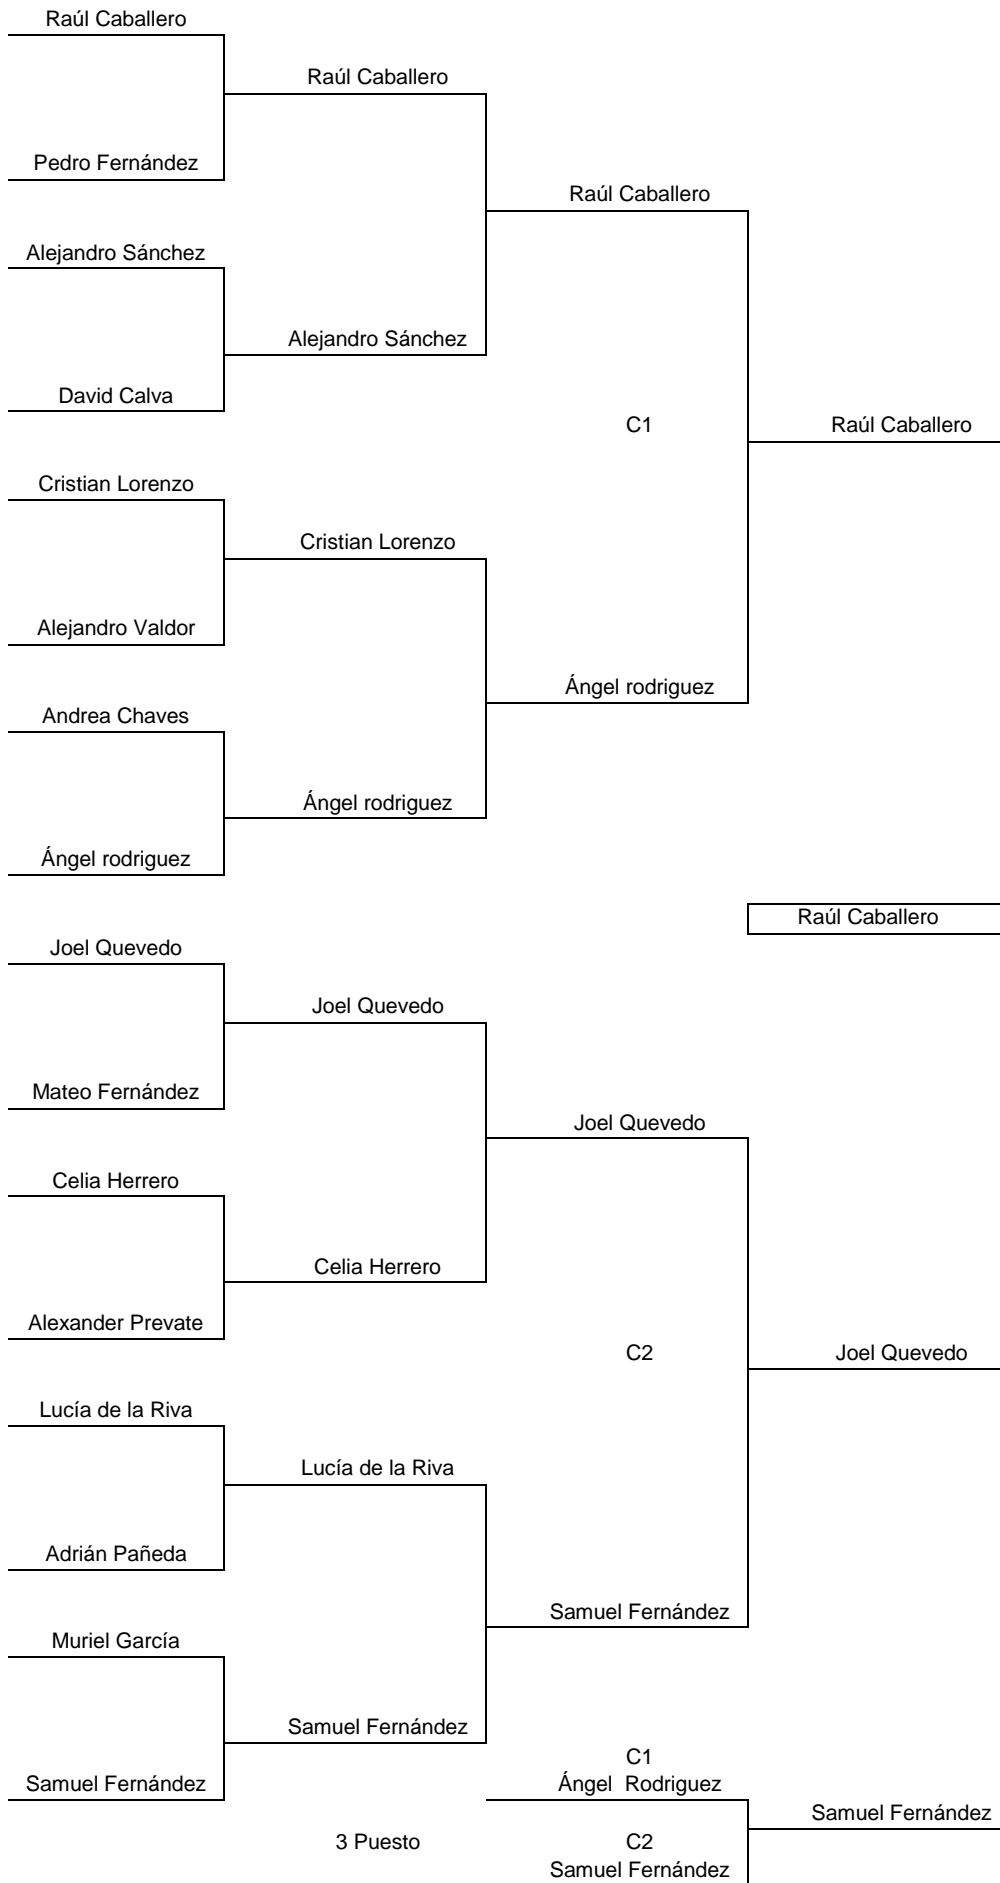 Raúl Caballero
Raúl Caballero
Pedro Fernández
Raúl Caballero
Alejandro Sánchez
Alejandro Sánchez
David Calva
C1
Raúl Caballero
Cristian Lorenzo
Cristian Lorenzo
Alejandro Valdor
Ángel rodriguez
Andrea Chaves
Ángel rodriguez
Ángel rodriguez
Raúl Caballero
Joel Quevedo
Joel Quevedo
Mateo Fernández
Joel Quevedo
Celia Herrero
Celia Herrero
Alexander Prevate
C2
Joel Quevedo
Lucía de la Riva
Lucía de la Riva
Adrián Pañeda
Samuel Fernández
Muriel García
Samuel Fernández
C1
Samuel Fernández
Ángel  Rodriguez
Samuel Fernández
3 Puesto
C2
Samuel Fernández